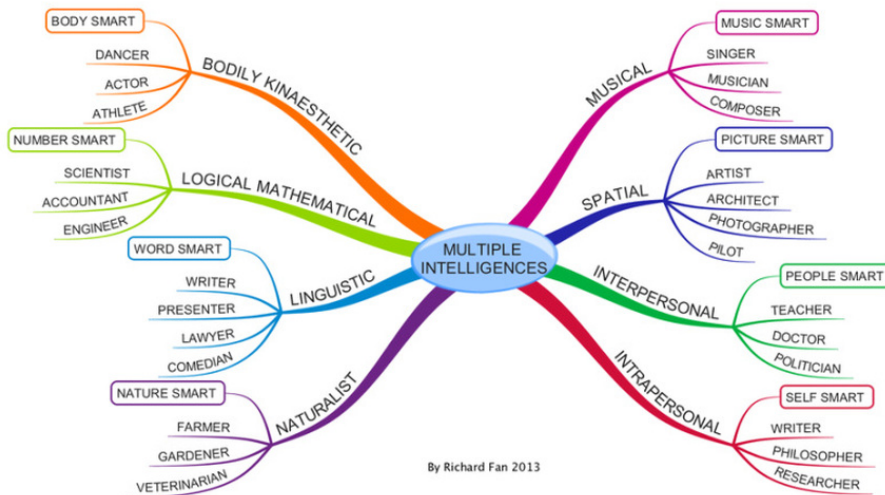 MULTIPLE
INTELLIGENCES
BODILY KINAESTHETIC
BODY SMART
DANCER
ACTOR
ATHLETE
LOGICAL MATHEMATICAL
NUMBER SMART
SCIENTIST
ACCOUNTANT
ENGINEER
LINGUISTIC
WORD SMART
WRITER
PRESENTER
LAWYER
COMEDIAN
NATURALIST
NATURE SMART
FARMER
GARDENER
VETERINARIAN
MUSICAL
MUSIC SMART
SINGER
MUSICIAN
COMPOSER
SPATIAL
PICTURE SMART
ARTIST
ARCHITECT
PHOTOGRAPHER
PILOT
INTERPERSONAL
PEOPLE SMART
TEACHER
DOCTOR
POLITICIAN
INTRAPERSONAL
SELF SMART
WRITER
PHILOSOPHER
RESEARCHER
By Richard Fan 2013